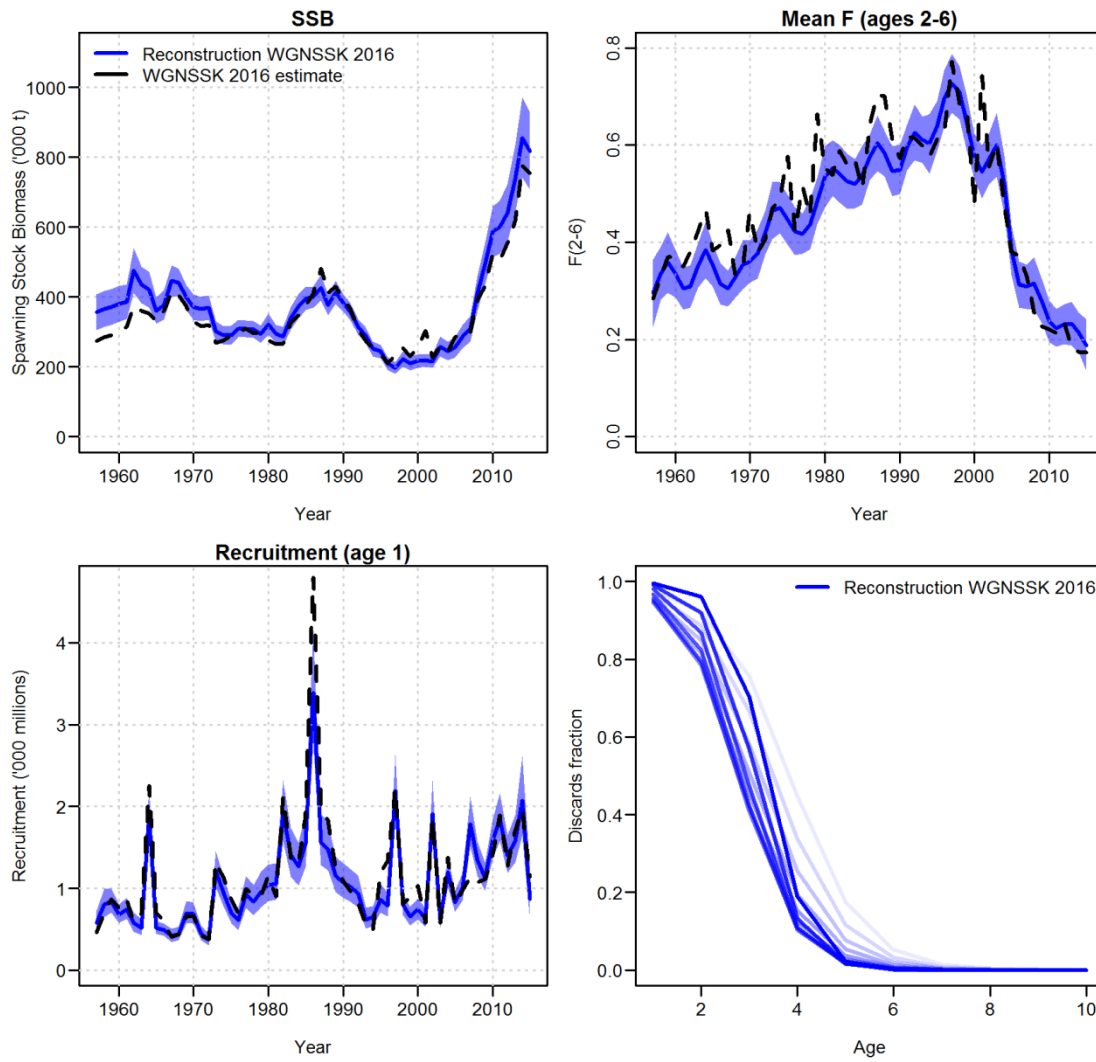 SSB
Reconstruction WGNSSK 2016
WGNSSK 2016 estimate
Spawning Stock Biomass ('000 t)
1000
800
600
400
200
0
1960 1970 1980 1990 2000 2010
Year
Mean F (ages 2-6)
F(2-6)
0.8
0.6
0.4
0.2
0.0
1960 1970 1980 1990 2000 2010
Year
Recruitment (age 1)
Recruitment ('000 millions)
4
3
2
1
0
1960 1970 1980 1990 2000 2010
Year
Reconstruction WGNSSK 2016
Discards fraction
1.0
0.8
0.6
0.4
0.2
0.0
2 4 6 8 10
Age